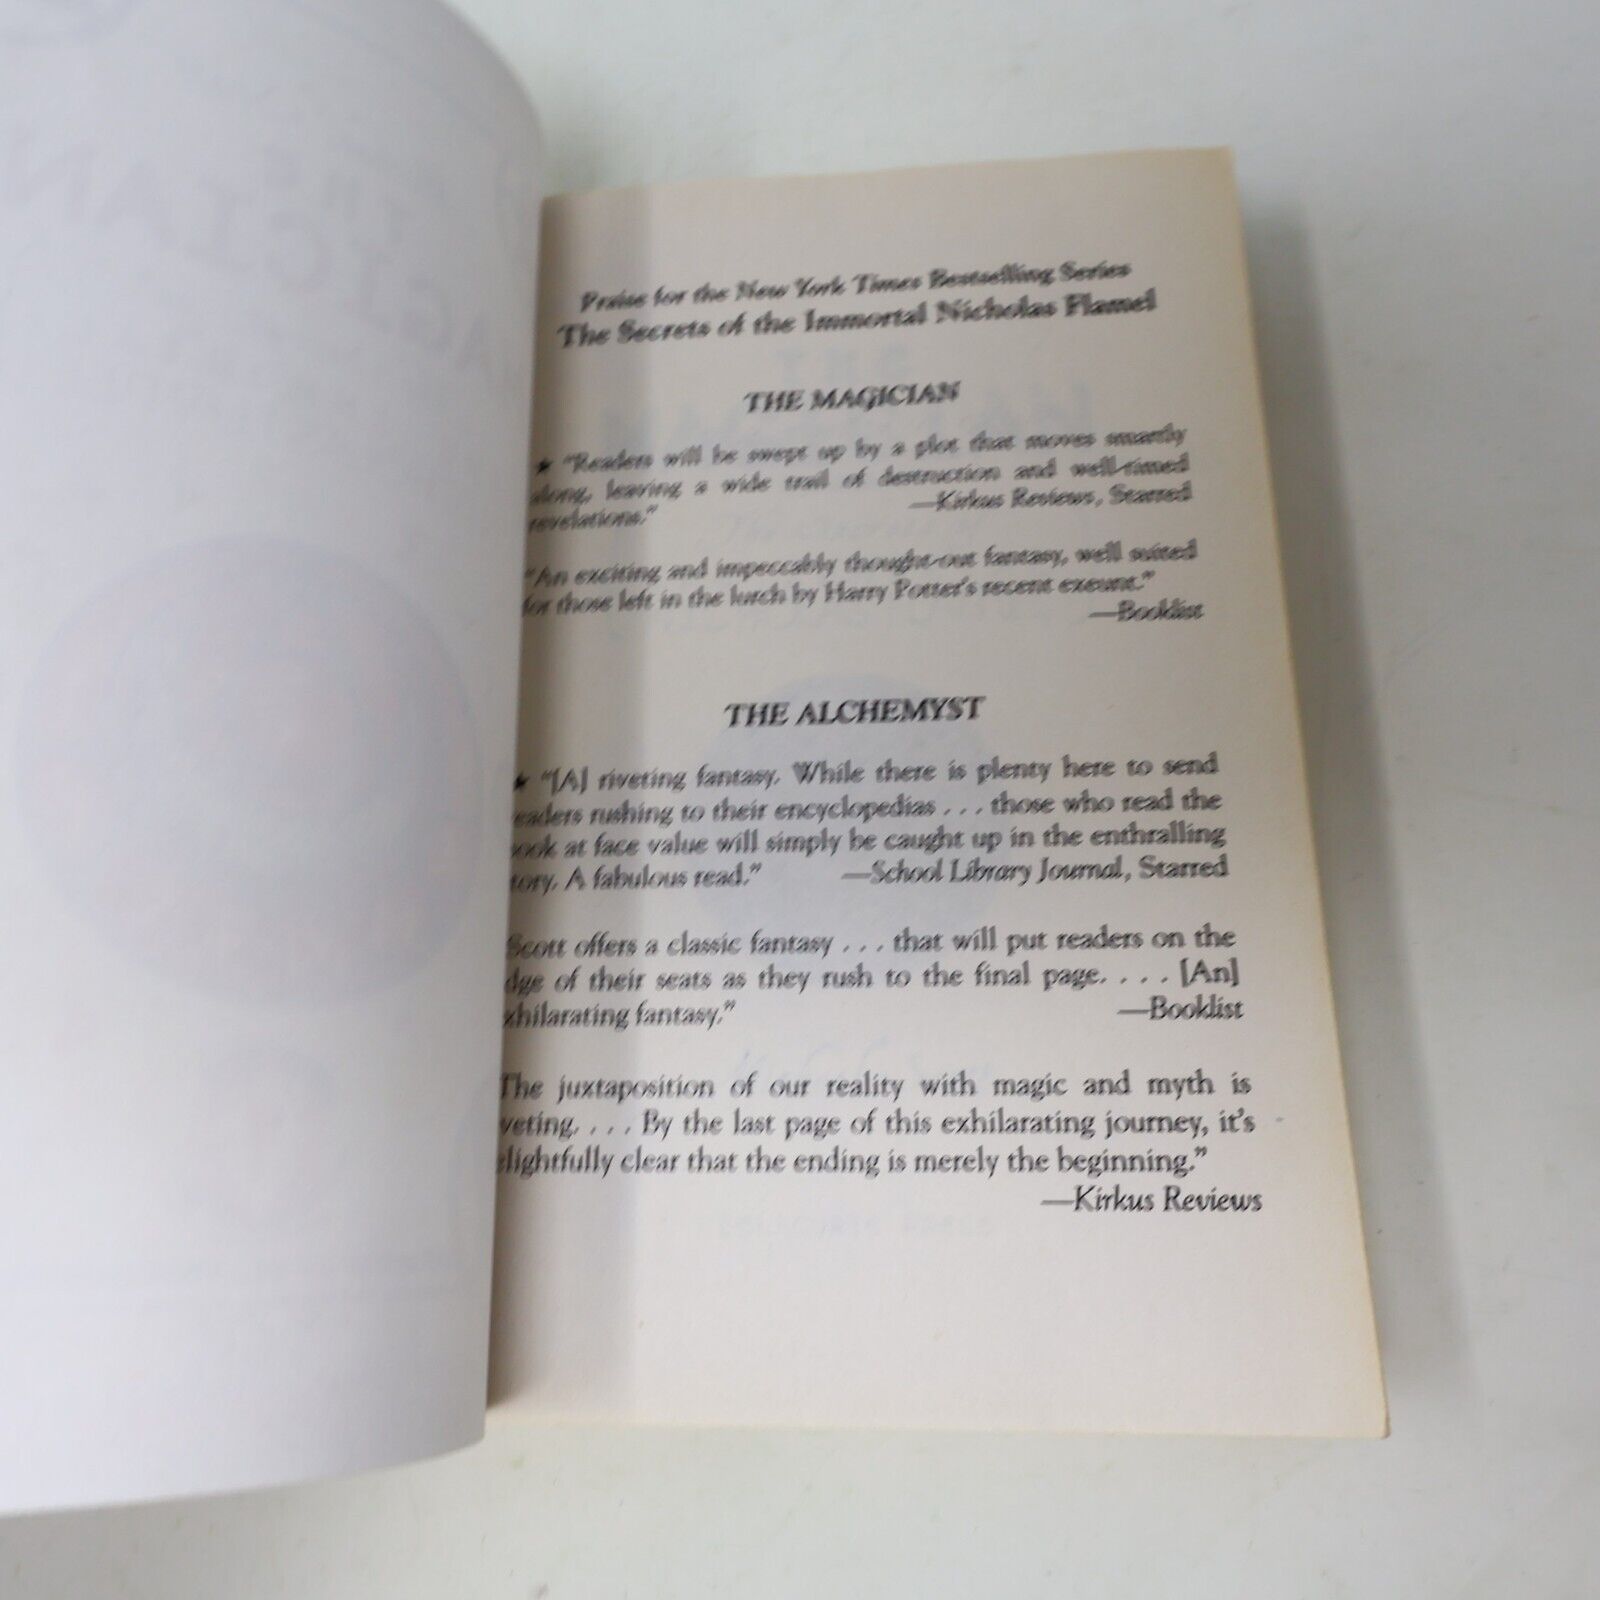 Praise for the New York Times Bestselling Series
The Secrets of the Immortal Nicholas Flamel
THE MAGICIAN
★ "Readers will be swept up by a plot that moves smartly
along, leaving a wide trail of destruction and well-timed
revelations." —Kirkus Reviews, Starred
"An exciting and impeccably thought-out fantasy, well suited
for those left in the lurch by Harry Potter's recent exeunt."
—Booklist
THE ALCHEMYST
★ "[A] riveting fantasy. While there is plenty here to send
eaders rushing to their encyclopedias . . . those who read the
ook at face value will simply be caught up in the enthralling
tory. A fabulous read." —School Library Journal, Starred
Scott offers a classic fantasy . . . that will put readers on the
dge of their seats as they rush to the final page. . . . [An]
xhilarating fantasy." —Booklist
The juxtaposition of our reality with magic and myth is
veting. . . . By the last page of this exhilarating journey, it's
elightfully clear that the ending is merely the beginning."
—Kirkus Reviews